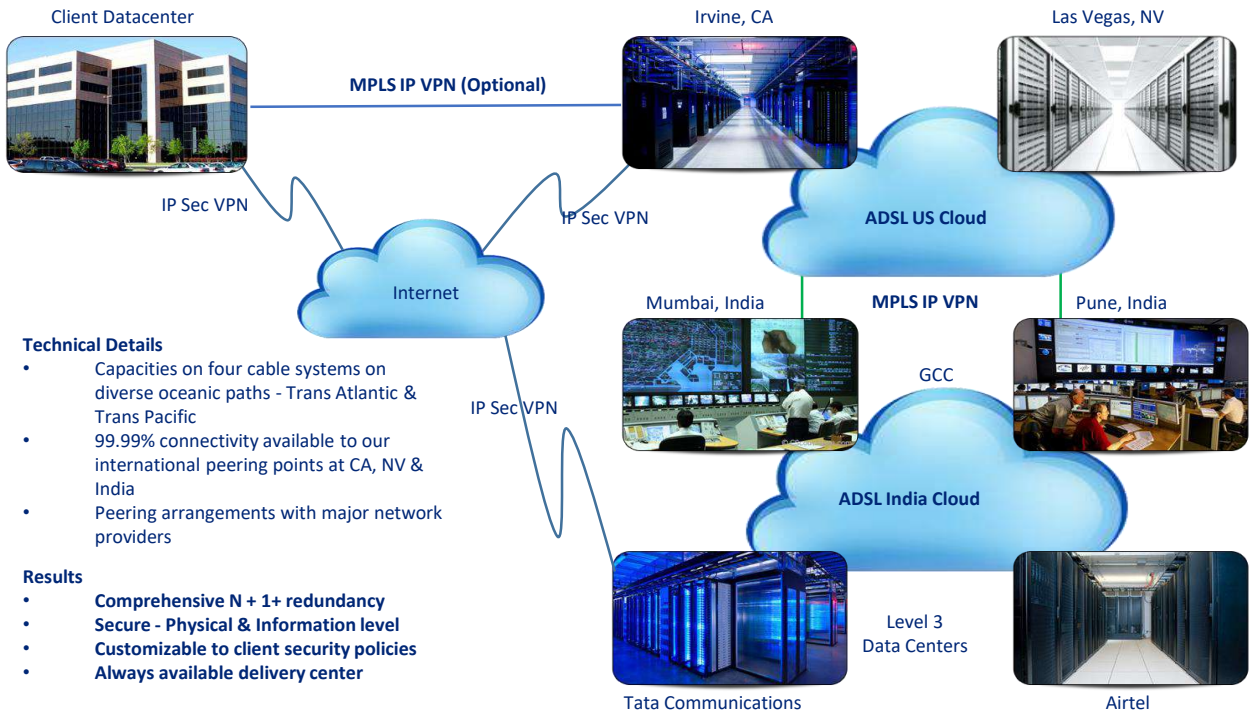 Client Datacenter
Irvine, CA
Las Vegas, NV
MPLS IP VPN (Optional)
IP Sec VPN
IP Sec VPN
ADSL US Cloud
Internet
Mumbai, India
MPLS IP VPN
Pune, India
Technical Details
• Capacities on four cable systems on
diverse oceanic paths - Trans Atlantic &
Trans Pacific
• 99.99% connectivity available to our
international peering points at CA, NV &
India
• Peering arrangements with major network
providers
GCC
IP Sec VPN
ADSL India Cloud
Results
• Comprehensive N + 1+ redundancy
• Secure - Physical & Information level
• Customizable to client security policies
• Always available delivery center
Level 3
Data Centers
Tata Communications
Airtel